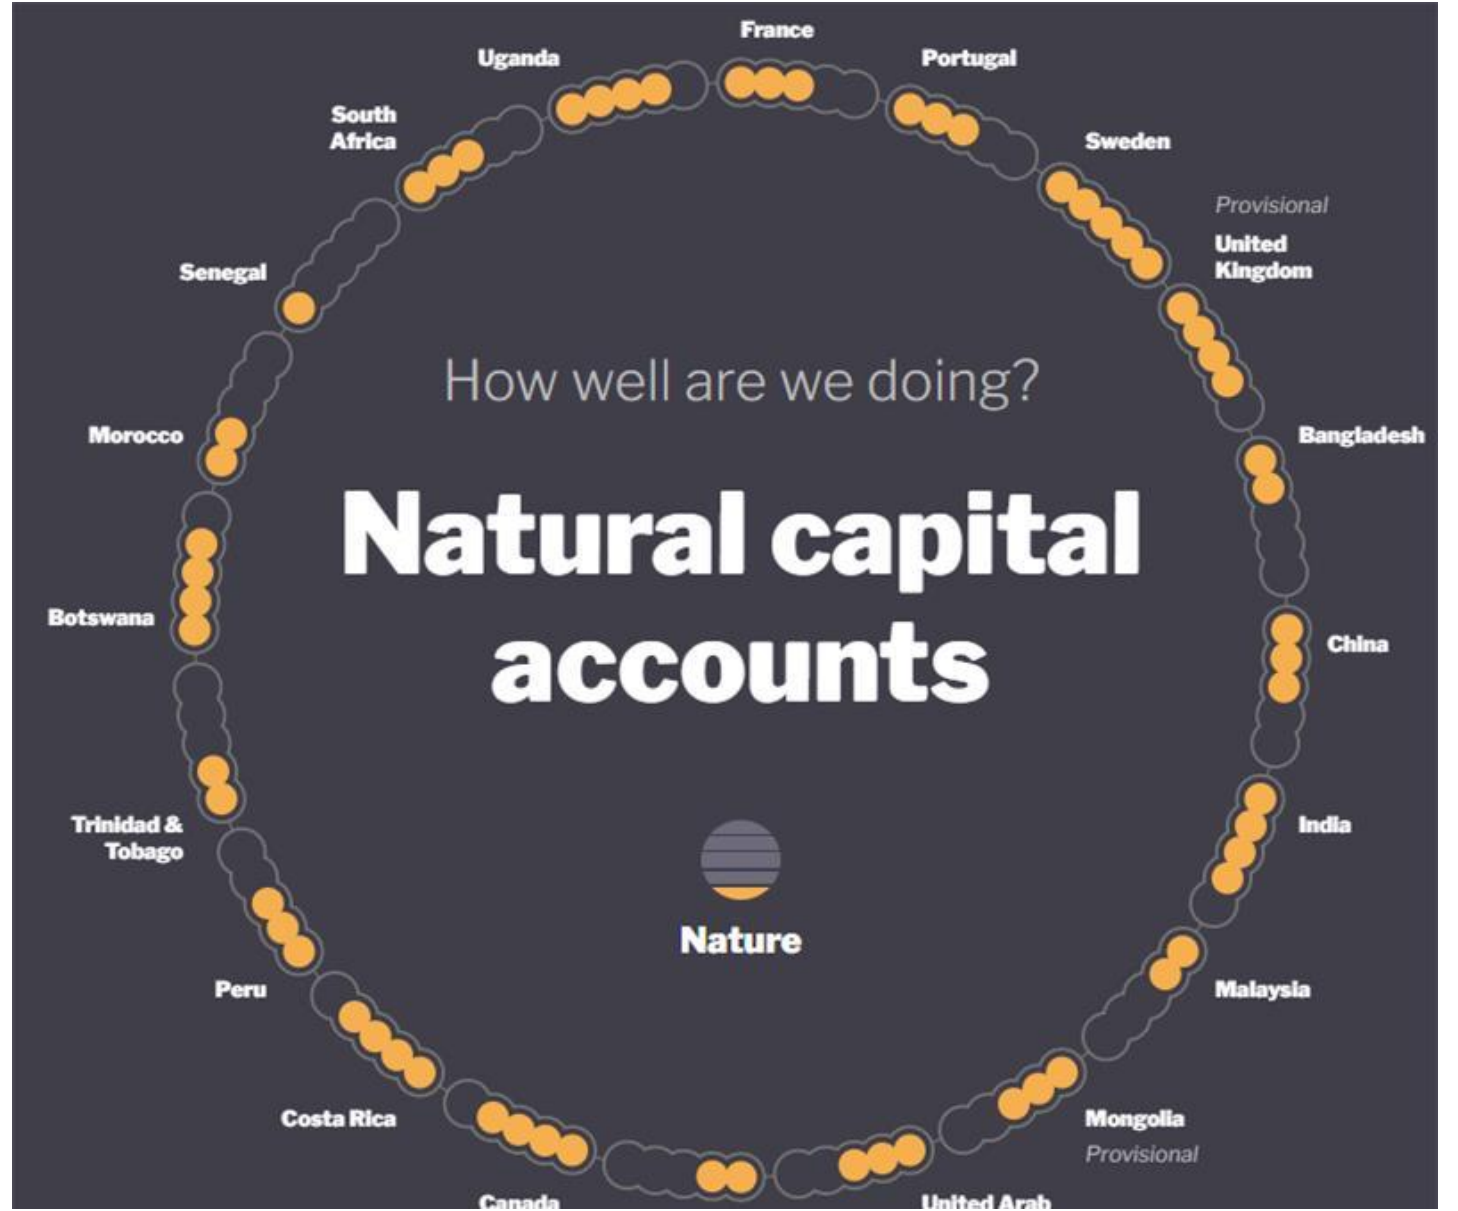 France
Uganda
Portugal
South
Africa
Sweden
Provisional
United
Kingdom
Senegal
How well are we doing?
Morocco
Bangladesh
Natural capital
accounts
Botswana
China
Trinidad &
Tobago
India
Nature
Peru
Malaysia
Costa Rica
Mongolia
Provisional
Canada
United Arab